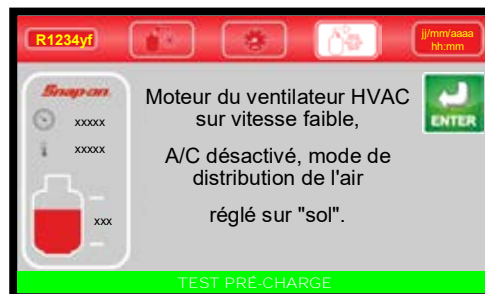 R1234yf
jj/mm/aaaa
hh:mm
Snap-on
xxxxx
xxxxx
xxx
Moteur du ventilateur HVAC
sur vitesse faible,
A/C désactivé, mode de
distribution de l'air
réglé sur "sol".
ENTER
TEST PRÉ-CHARGE